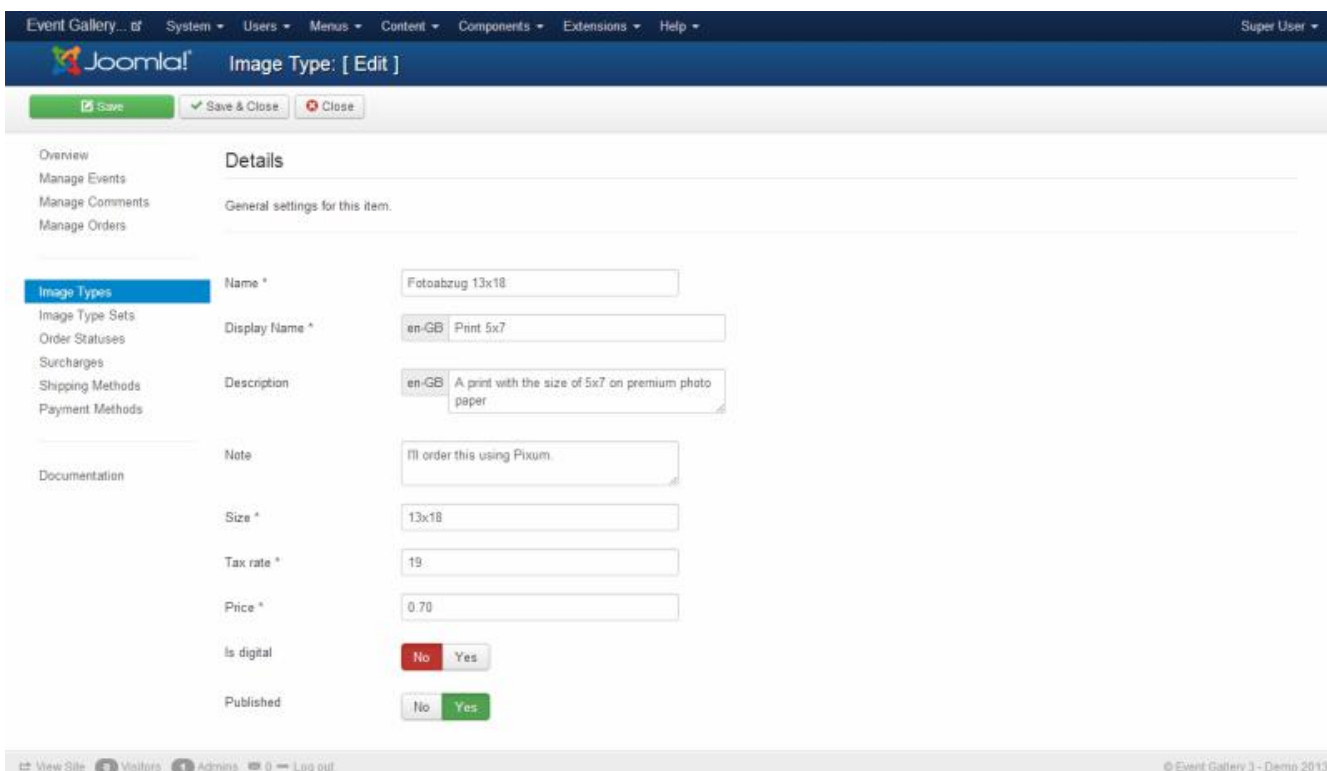 Event Gallery... System Users Menus Content Components Extensions Help Super User
Joomla! Image Type: [ Edit ]
Save Save & Close Close
Overview
Manage Events
Manage Comments
Manage Orders
Image Types
Image Type Sets
Order Statuses
Surcharges
Shipping Methods
Payment Methods
Documentation
Details
General settings for this item.
Name * Fotoabzug 13x18
Display Name * en-GB Print 5x7
Description en-GB A print with the size of 5x7 on premium photo
paper
Note I'll order this using Pixum.
Size * 13x18
Tax rate * 19
Price * 0.70
Is digital No Yes
Published No Yes
View Site Visitors 1 Admins 0 Log out © Event Gallery 3 - Demo 2013